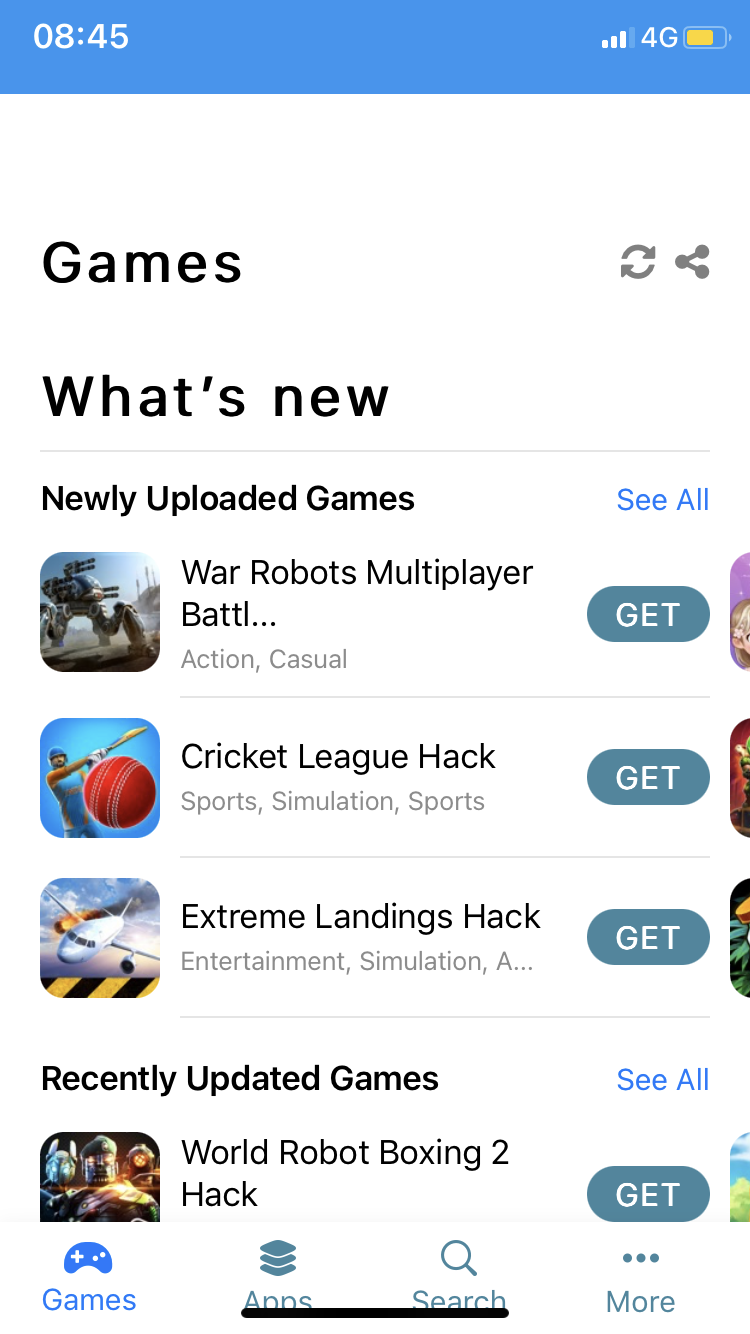 08:45
4G
Games
What's new
Newly Uploaded Games
See All
War Robots Multiplayer
Battl...
Action, Casual
GET
Cricket League Hack
Sports, Simulation, Sports
GET
Extreme Landings Hack
Entertainment, Simulation, A...
GET
Recently Updated Games
See All
World Robot Boxing 2
Hack
GET
Games
Apps
Search
More